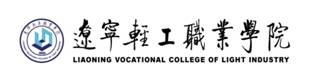 遼寧輕工職業學院
LIAONING VOCATIONAL COLLEGE OF LIGHT INDUSTRY